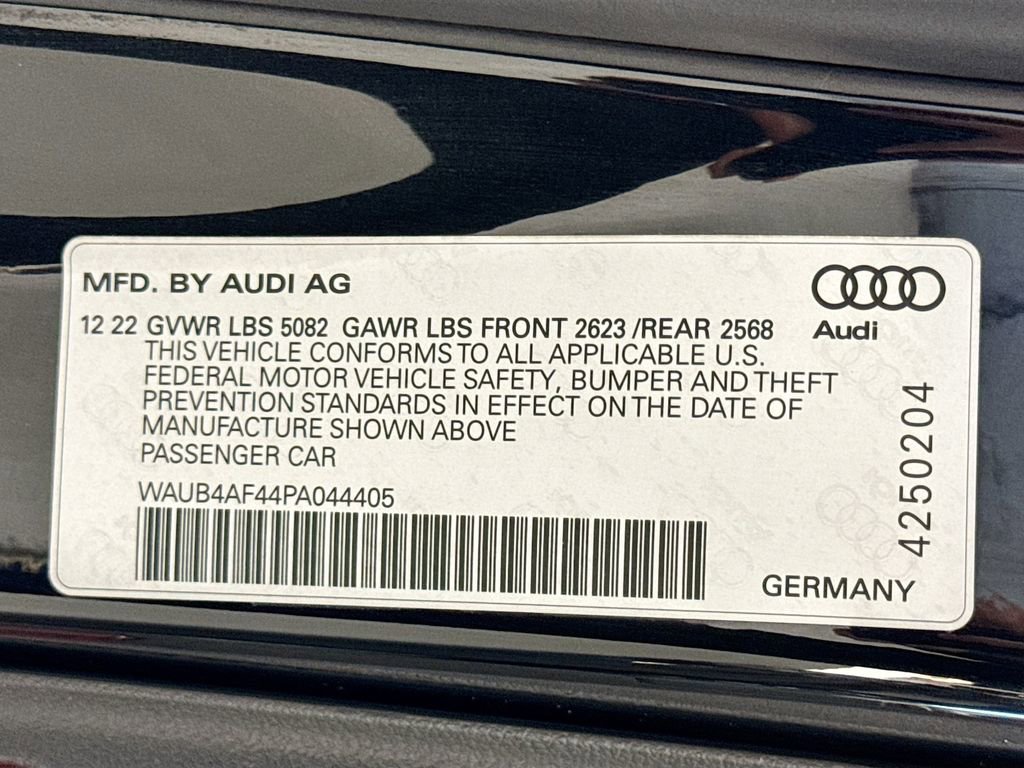 MFD. BY AUDI AG
Audi
12 22 GVWR LBS 5082 GAWR LBS FRONT 2623 /REAR 2568
THIS VEHICLE CONFORMS TO ALL APPLICABLE U.S.
FEDERAL MOTOR VEHICLE SAFETY, BUMPER AND THEFT
PREVENTION STANDARDS IN EFFECT ON THE DATE OF
MANUFACTURE SHOWN ABOVE
PASSENGER CAR
WAUB4AF44PA044405
4250204
GERMANY